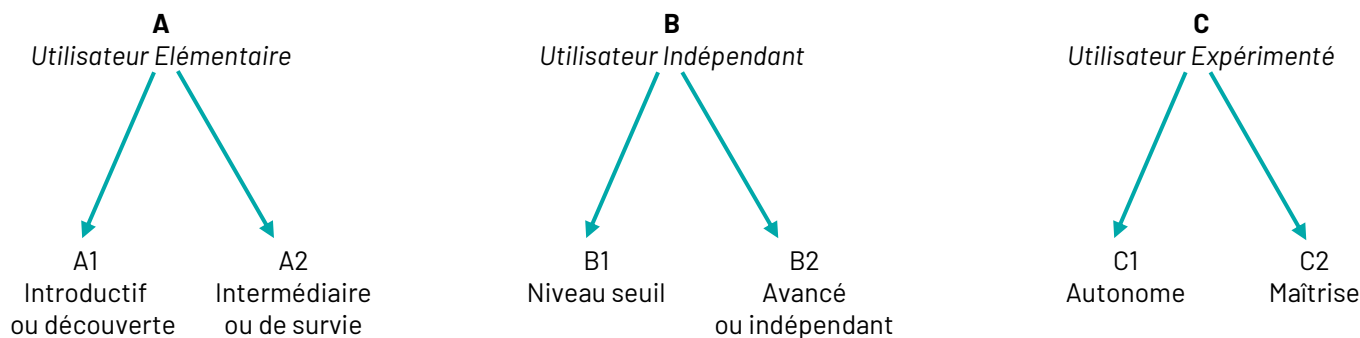 A
Utilisateur Elémentaire
B
Utilisateur Indépendant
C
Utilisateur Expérimenté
A1
Introductif
ou découverte
A2
Intermédiaire
ou de survie
B1
Niveau seuil
B2
Avancé
ou indépendant
C1
Autonome
C2
Maîtrise